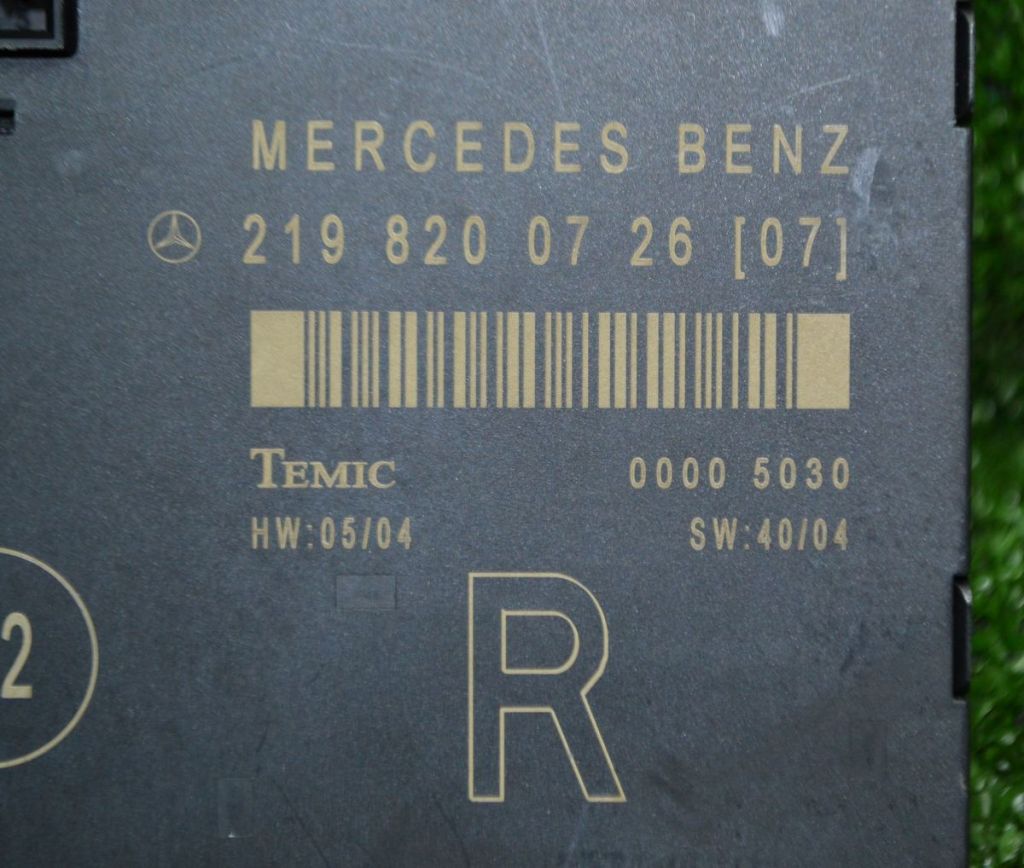 MERCEDES BENZ
219 820 07 26 [07]
TEMIC 0000 5030
HW:05/04 SW:40/04
2
R